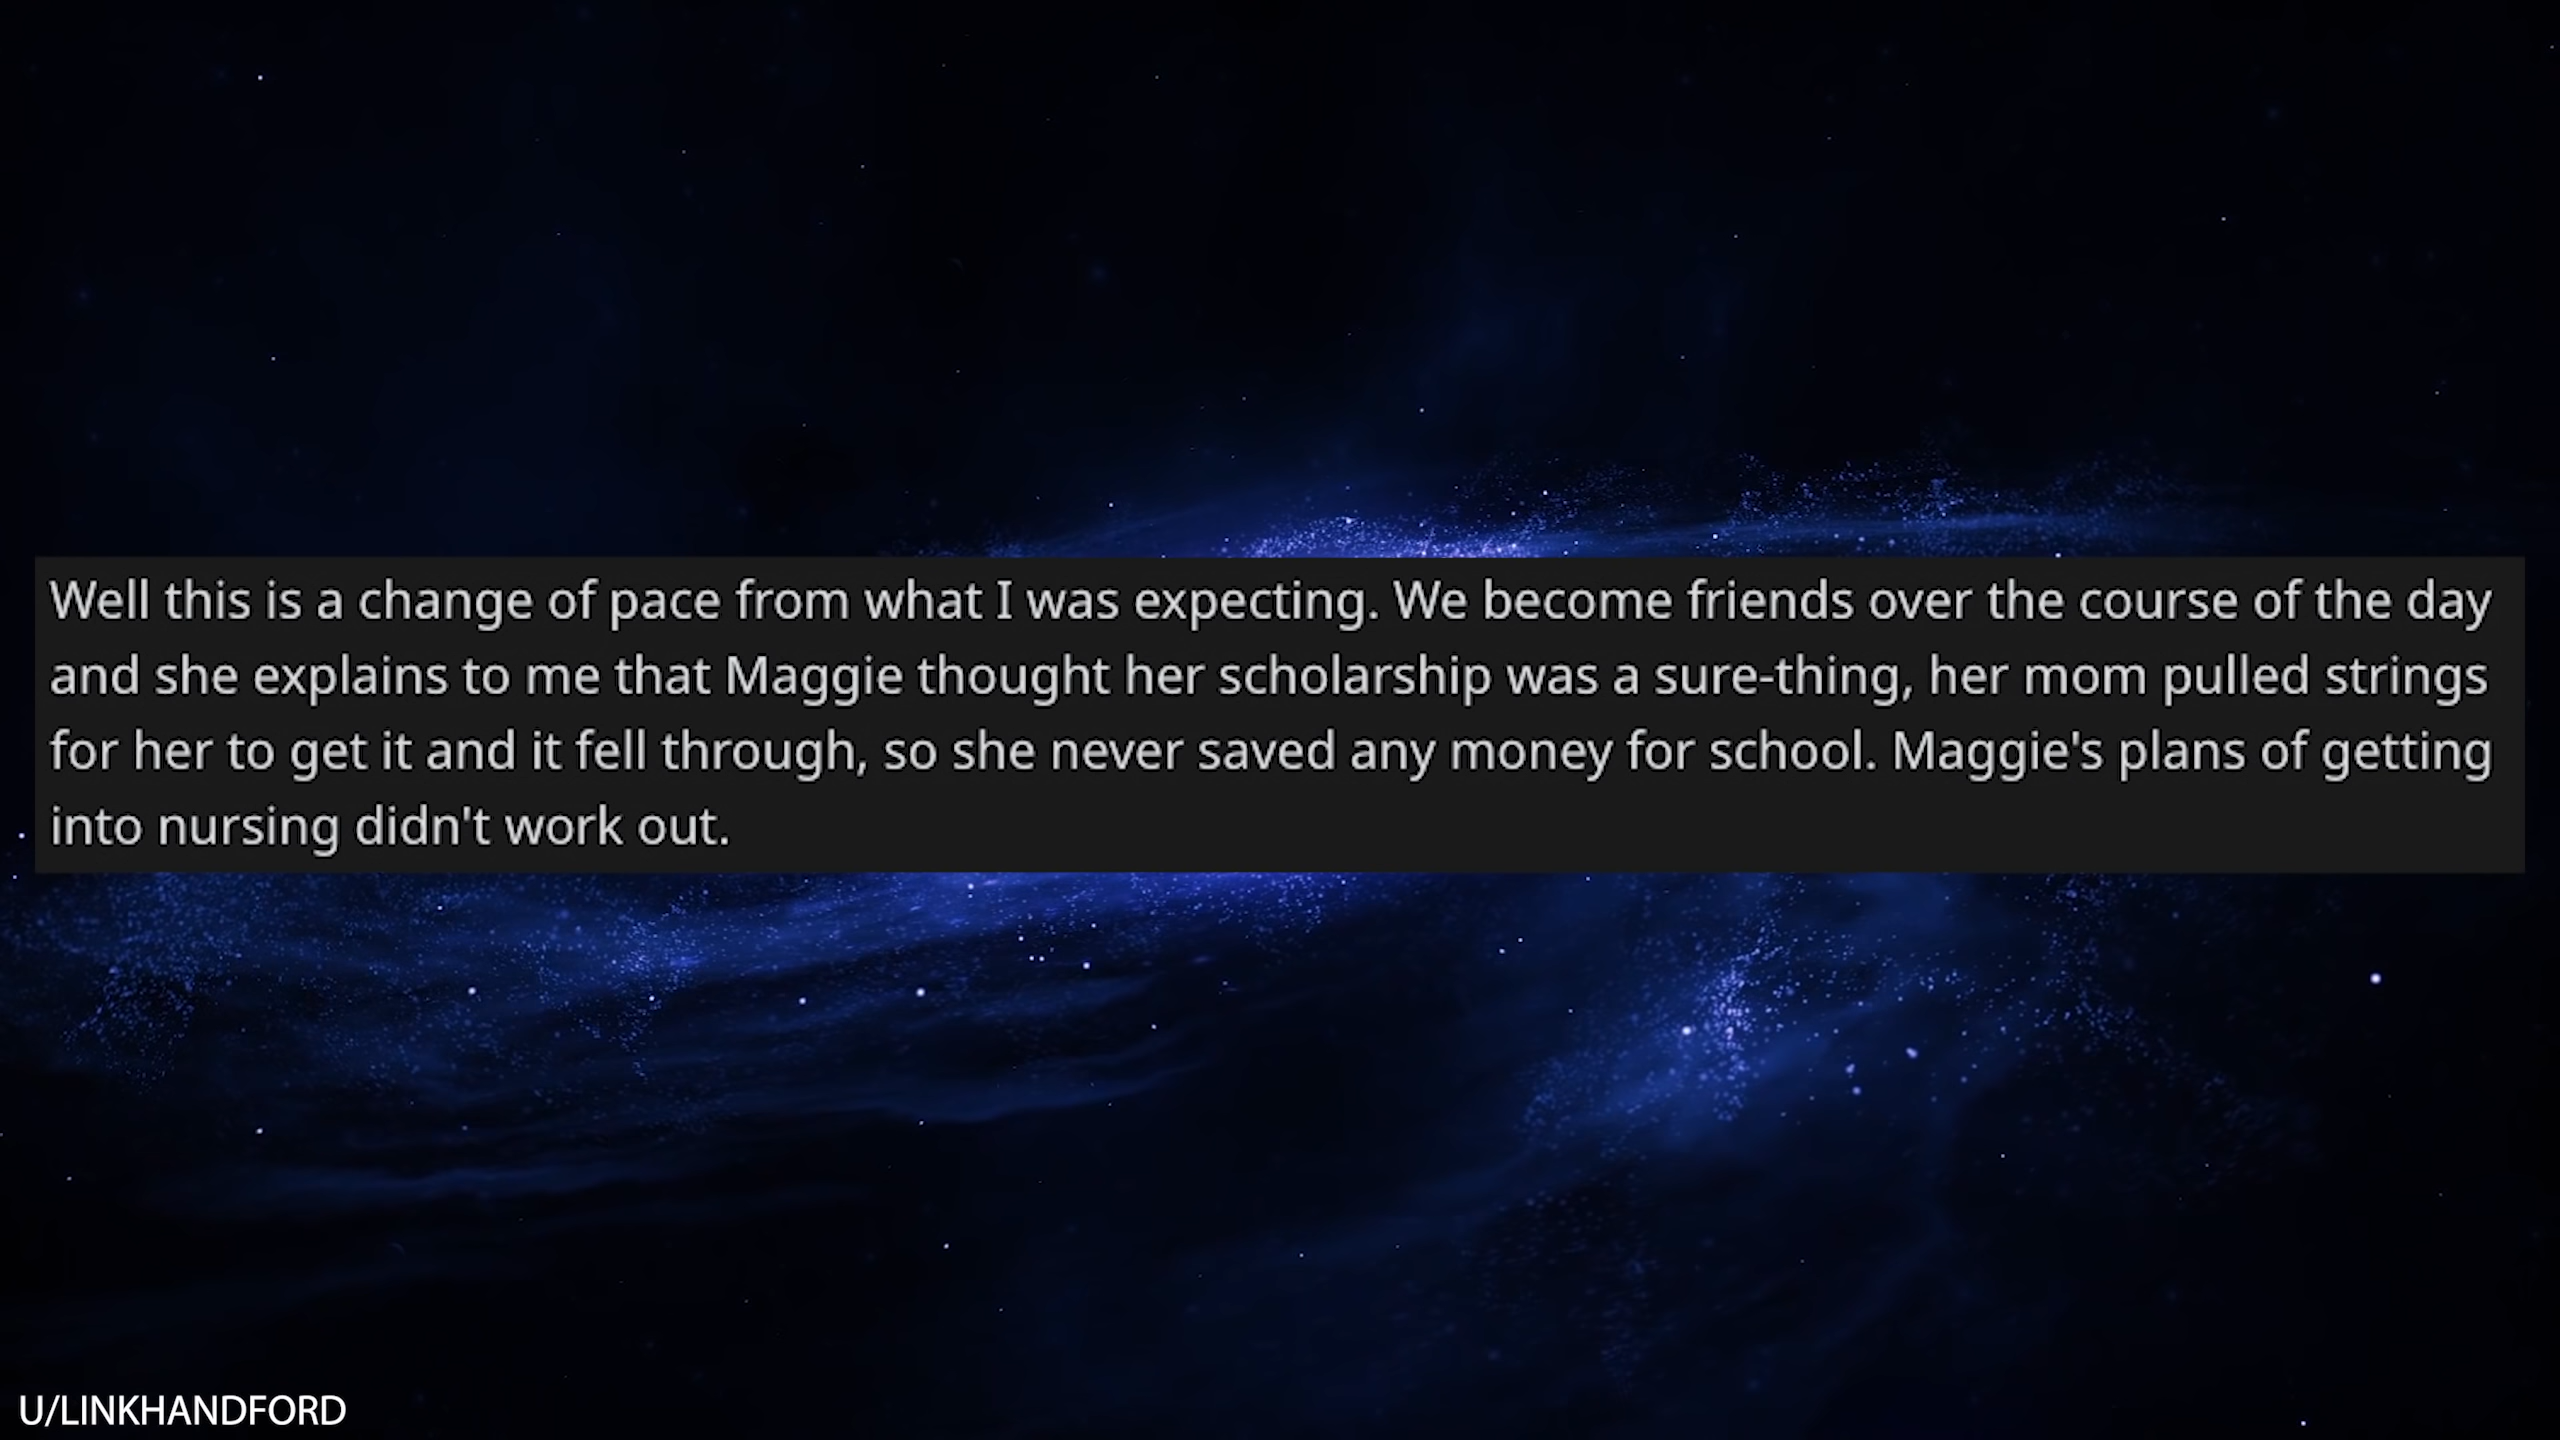 Well this is a change of pace from what I was expecting. We become friends over the course of the day
and she explains to me that Maggie thought her scholarship was a sure-thing, her mom pulled strings
for her to get it and it fell through, so she never saved any money for school. Maggie's plans of getting
into nursing didn't work out.
U/LINKHANDFORD